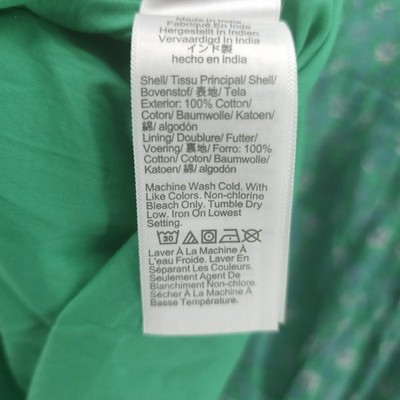 Made In India
Fabriqué En Inde
Hergestellt In Indien
Vervaardigd In India
インド製
hecho en india
Shell/ Tissu Principal/ Shell/
Bovenstof/ 表地/ Tela
Exterior: 100% Cotton/
Coton/ Baumwolle/ Katoen/
綿/ algodón
Lining/ Doublure/ Futter/
Voering/ 裏地/ Forro: 100%
Cotton/ Coton/ Baumwolle/
Katoen/ 綿/ algodón
Machine Wash Cold. With
Like Colors. Non-chlorine
Bleach Only. Tumble Dry
Low. Iron On Lowest
Setting.
30
Laver À La Machine À
L'eau Froide. Laver En
Séparant Les Couleurs.
Seulement Agent De
Blanchiment Non-chlore.
Sécher À La Machine À
Basse Température.